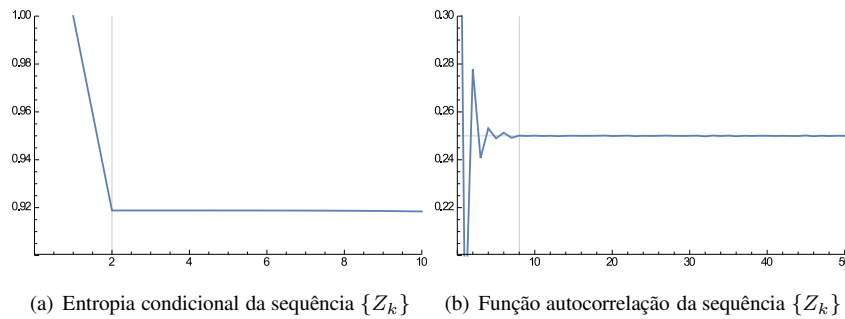 1.00
0.98
0.96
0.94
0.92
2 4 6 8 10
0.30
0.28
0.26
0.24
0.22
10 20 30 40 50
(a) Entropia condicional da sequência {Z_k}
(b) Função autocorrelação da sequência {Z_k}